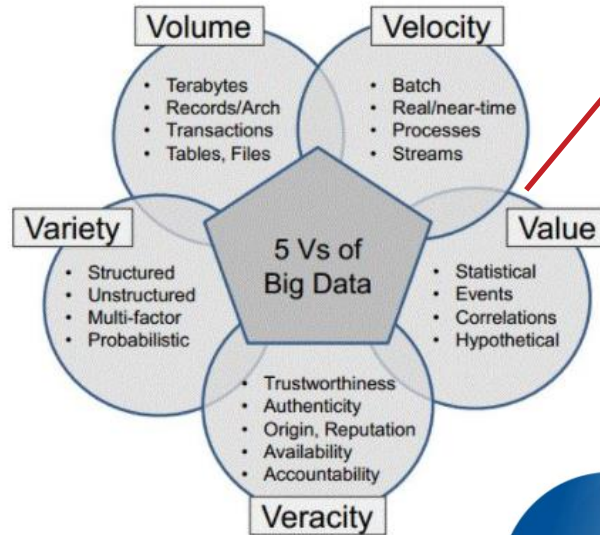 Volume
• Terabytes
• Records/Arch
• Transactions
• Tables, Files
Velocity
• Batch
• Real/near-time
• Processes
• Streams
Variety
• Structured
• Unstructured
• Multi-factor
• Probabilistic
5 Vs of
Big Data
Value
• Statistical
• Events
• Correlations
• Hypothetical
• Trustworthiness
• Authenticity
• Origin, Reputation
• Availability
• Accountability
Veracity